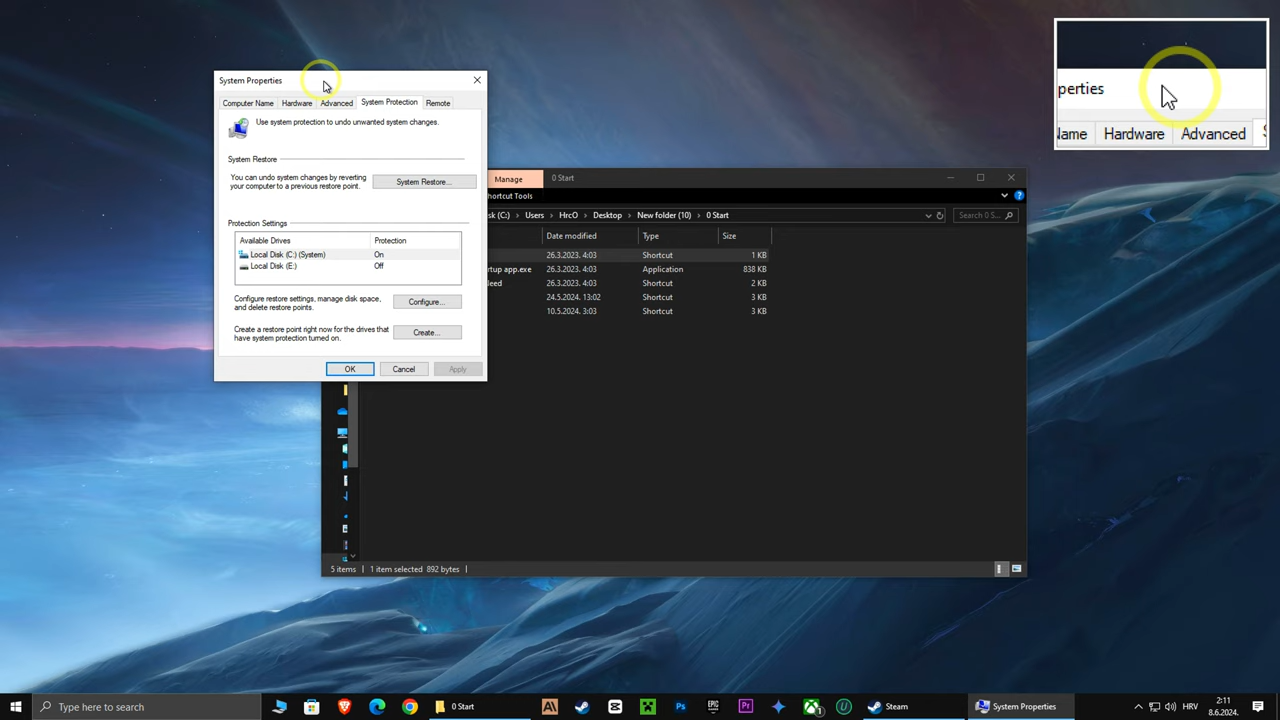 System Properties
Computer Name
Hardware
Advanced
System Protection
Remote
Use system protection to undo unwanted system changes.
System Restore
You can undo system changes by reverting
your computer to a previous restore point.
System Restore...
Protection Settings
Available Drives
Protection
Local Disk (C:) (System)
On
Local Disk (E:)
Off
Configure restore settings, manage disk space,
and delete restore points.
Configure...
Create a restore point right now for the drives that
have system protection turned on.
Create...
OK
Cancel
Apply
perties
Name
Hardware
Advanced
Manage
0 Start
Shortcut Tools
sk (C:)
Users
HrcO
Desktop
New folder (10)
0 Start
Search 0 S...
Date modified
Type
Size
26.3.2023. 4:03
Shortcut
1 KB
rtup app.exe
26.3.2023. 4:03
Application
838 KB
leed
26.3.2023. 4:03
Shortcut
2 KB
24.5.2024. 13:02
Shortcut
3 KB
10.5.2024. 3:03
Shortcut
3 KB
5 items
1 item selected 892 bytes
Type here to search
0 Start
Ai
EPIC
Ps
Pr
Steam
System Properties
HRV
2:11
8.6.2024.